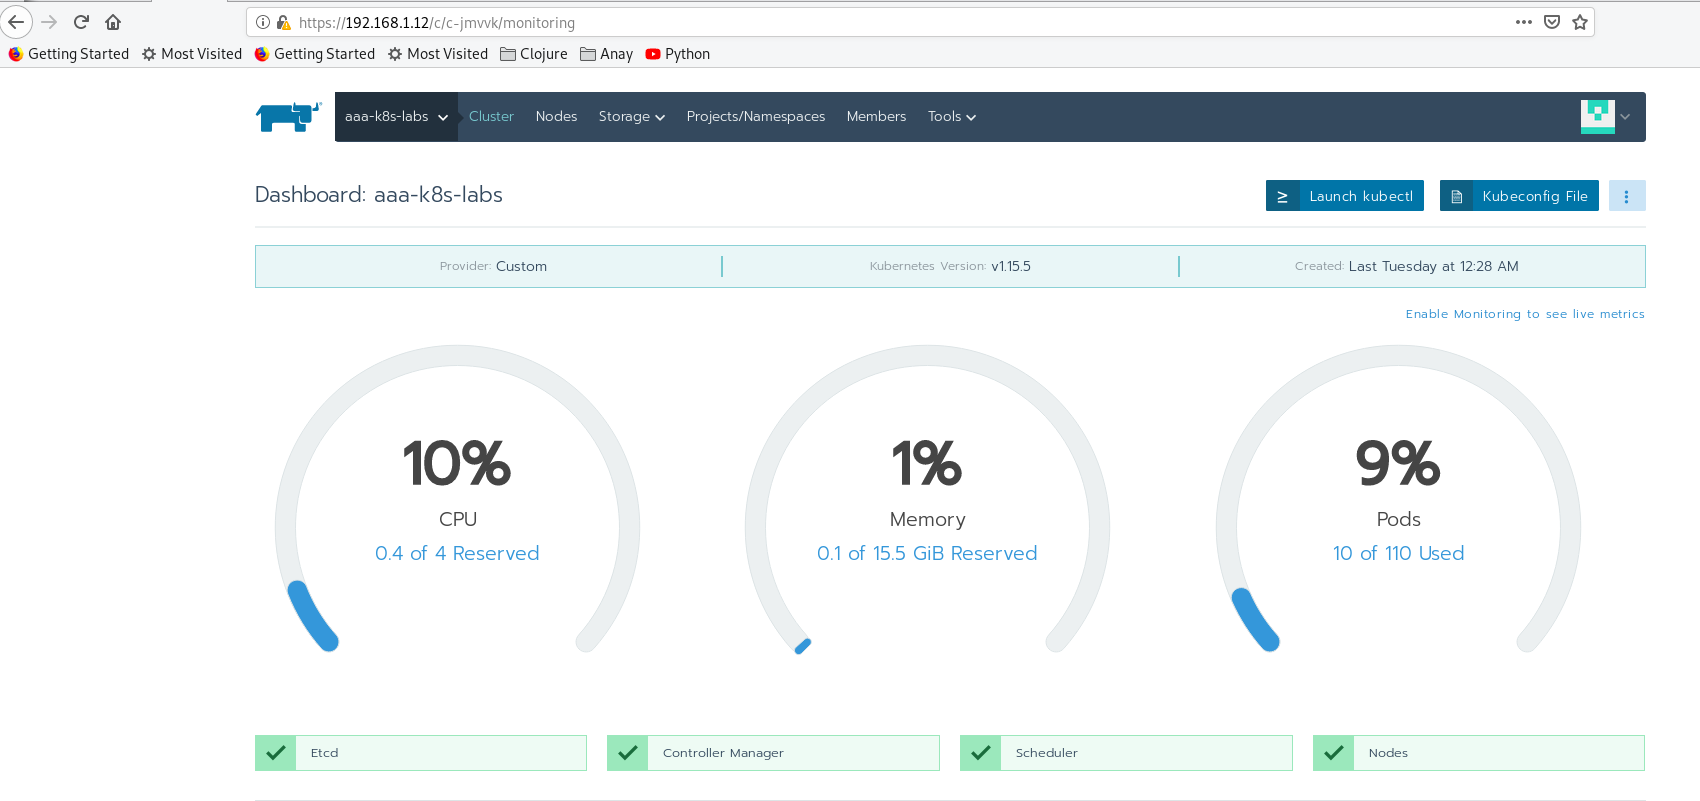 https://192.168.1.12/c/c-jmvvk/monitoring
Getting Started Most Visited Getting Started Most Visited Clojure Anay Python
aaa-k8s-labs Cluster Nodes Storage Projects/Namespaces Members Tools
Dashboard: aaa-k8s-labs
Launch kubectl Kubeconfig File
Provider: Custom Kubernetes Version: v1.15.5 Created: Last Tuesday at 12:28 AM
Enable Monitoring to see live metrics
10%
CPU
0.4 of 4 Reserved
1%
Memory
0.1 of 15.5 GiB Reserved
9%
Pods
10 of 110 Used
Etcd Controller Manager Scheduler Nodes